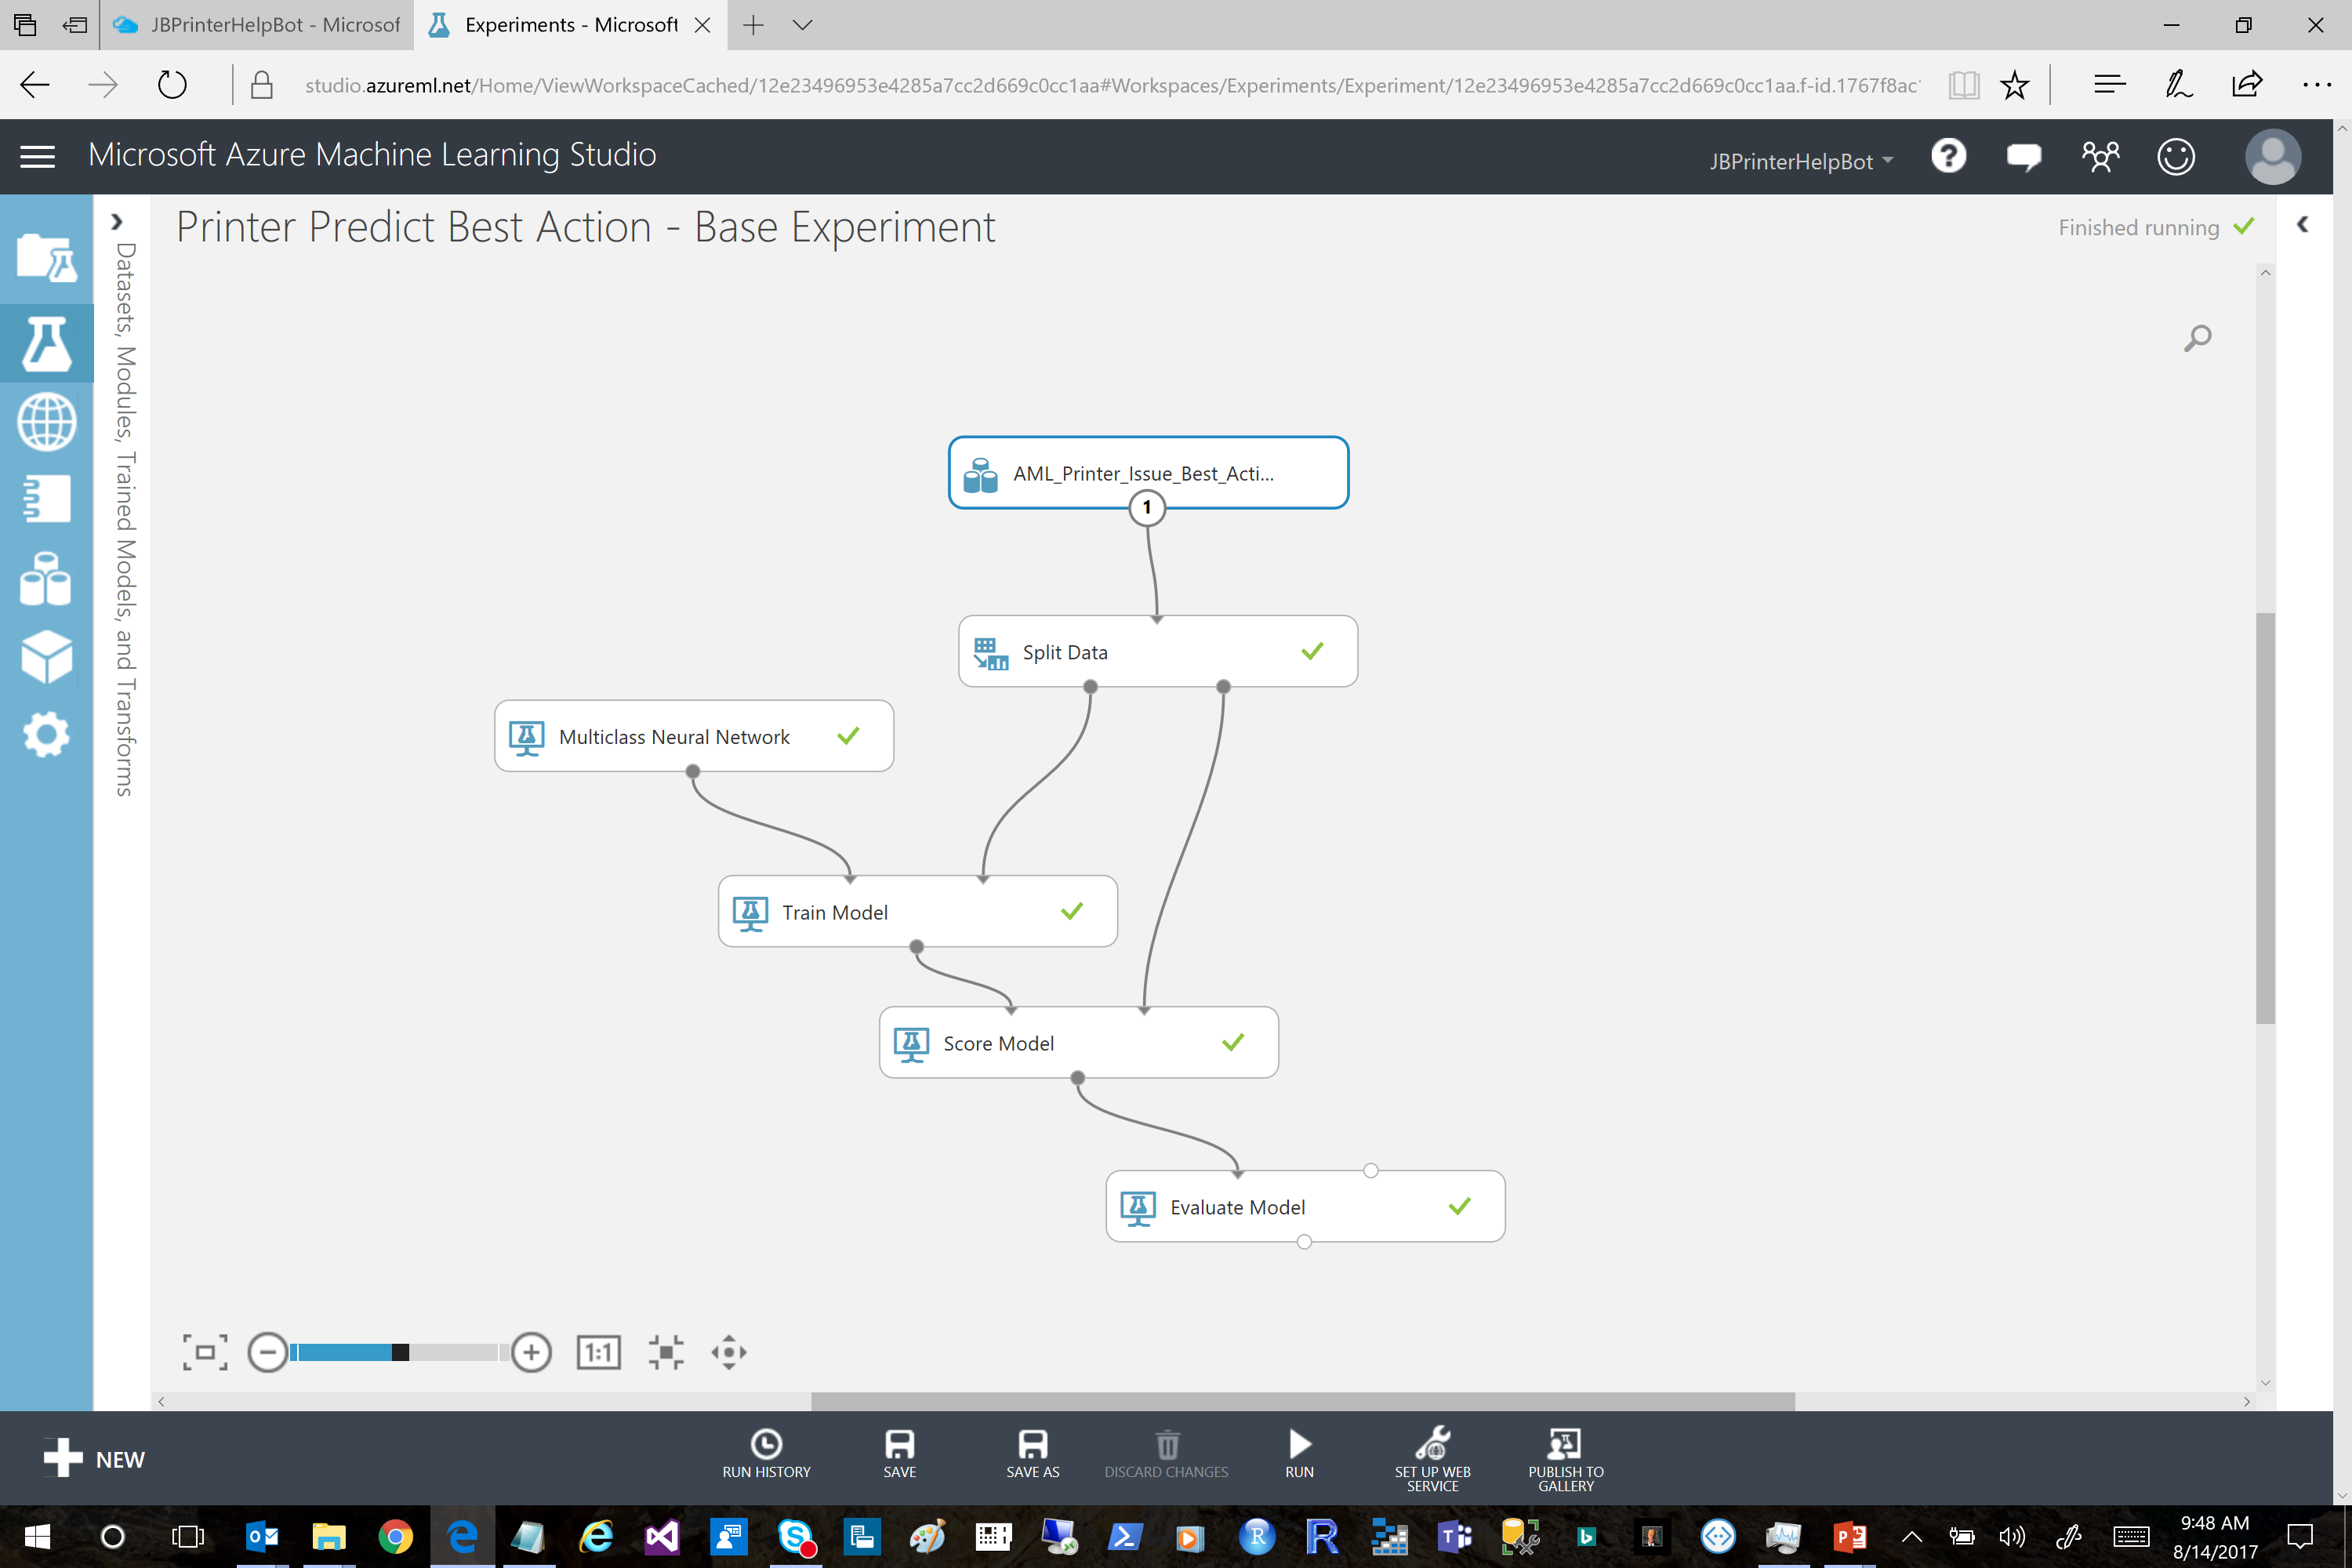 JBPrinterHelpBot - Microsof
Experiments - Microsoft
studio.azureml.net/Home/ViewWorkspaceCached/12e23496953e4285a7cc2d669c0cc1aa#Workspaces/Experiments/Experiment/12e23496953e4285a7cc2d669c0cc1aa.f-id.1767f8ac
Microsoft Azure Machine Learning Studio
JBPrinterHelpBot
Datasets, Modules, Trained Models, and Transforms
Printer Predict Best Action - Base Experiment
Finished running
AML_Printer_Issue_Best_Acti...
1
Split Data
Multiclass Neural Network
Train Model
Score Model
Evaluate Model
1:1
NEW
RUN HISTORY
SAVE
SAVE AS
DISCARD CHANGES
RUN
SET UP WEB
SERVICE
PUBLISH TO
GALLERY
9:48 AM
8/14/2017